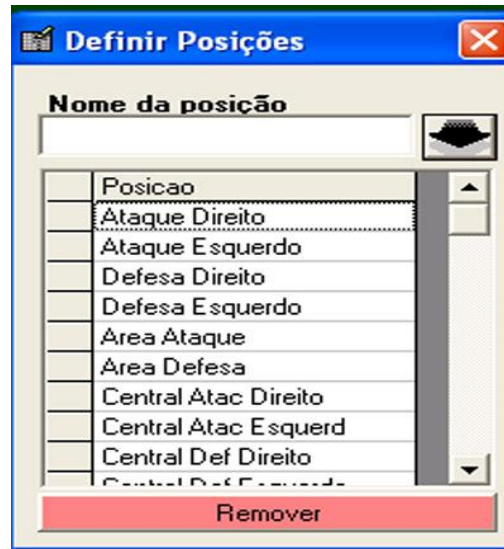 Definir Posições
Nome da posição
Posicao
Ataque Direito
Ataque Esquerdo
Defesa Direito
Defesa Esquerdo
Area Ataque
Area Defesa
Central Atac Direito
Central Atac Esquerd
Central Def Direito
Remover